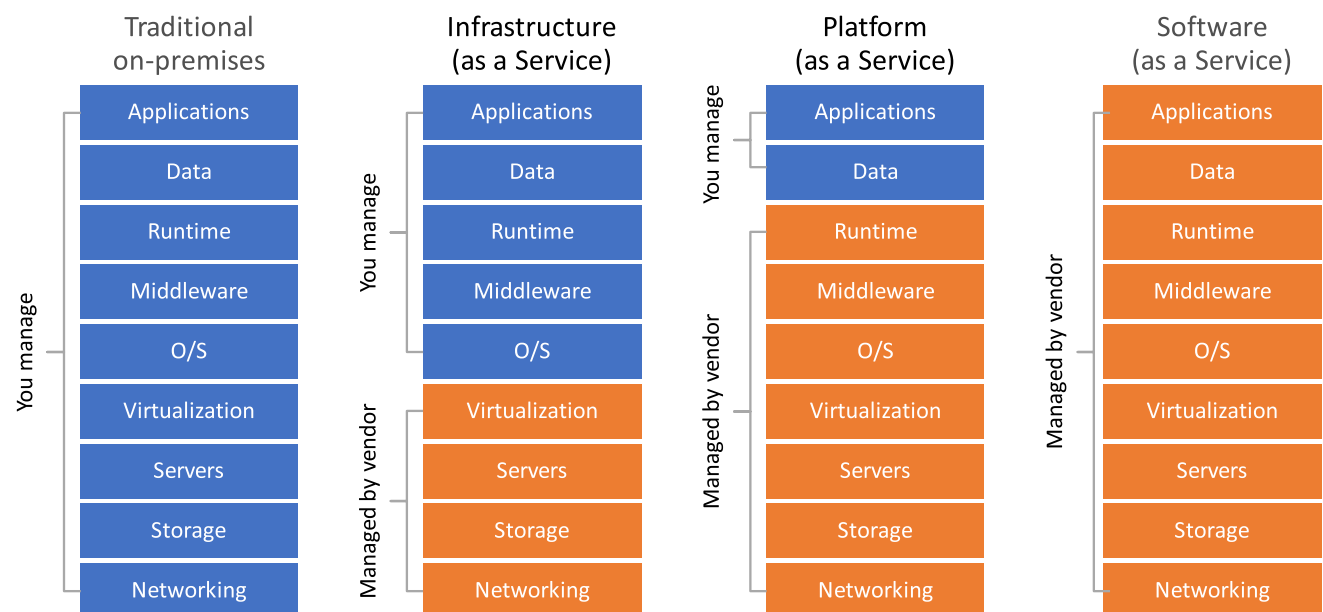 Traditional
on-premises
You manage
Applications
Data
Runtime
Middleware
O/S
Virtualization
Servers
Storage
Networking
Infrastructure
(as a Service)
You manage
Managed by vendor
Applications
Data
Runtime
Middleware
O/S
Virtualization
Servers
Storage
Networking
Platform
(as a Service)
You manage
Managed by vendor
Applications
Data
Runtime
Middleware
O/S
Virtualization
Servers
Storage
Networking
Software
(as a Service)
Managed by vendor
Applications
Data
Runtime
Middleware
O/S
Virtualization
Servers
Storage
Networking